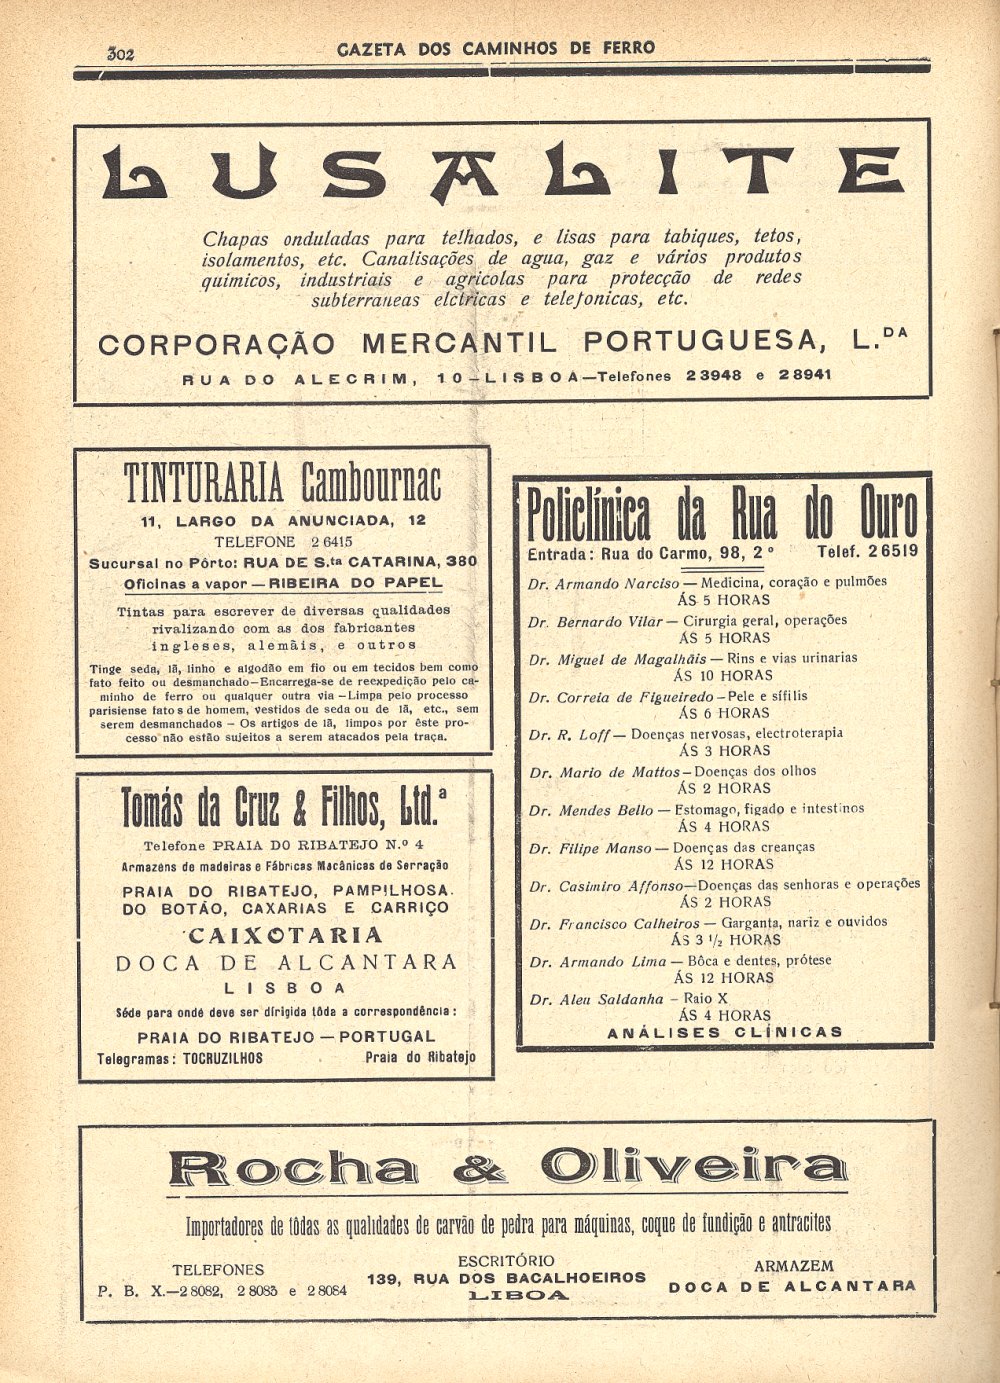 302
GAZETA DOS CAMINHOS DE FERRO
LUSALITE
Chapas onduladas para telhados, e lisas para tabiques, tetos,
isolamentos, etc. Canalisações de agua, gaz e vários produtos
quimicos, industriais e agricolas para protecção de redes
subterraneas elctricas e telefonicas, etc.
CORPORAÇÃO MERCANTIL PORTUGUESA, L.DA
RUA DO ALECRIM, 10—LISBOA—Telefones 23948 e 28941
TINTURARIA Cambournac
11, LARGO DA ANUNCIADA, 12
TELEFONE 26415
Sucursal no Pôrto: RUA DE S.ta CATARINA, 380
Oficinas a vapor — RIBEIRA DO PAPEL
Tintas para escrever de diversas qualidades
rivalizando com as dos fabricantes
ingleses, alemãis, e outros
Tinge seda, lã, linho e algodão em fio ou em tecidos bem como
fato feito ou desmanchado—Encarrega-se de reexpedição pelo ca-
minho de ferro ou qualquer outra via—Limpa pelo processo
parisiense fatos de homem, vestidos de seda ou de lã, etc., sem
serem desmanchados — Os artigos de lã, limpos por êste pro-
cesso não estão sujeitos a serem atacados pela traça.
Tomás da Cruz & Filhos, Ltd.ª
Telefone PRAIA DO RIBATEJO N.º 4
Armazens de madeiras e Fábricas Macânicas de Serração
PRAIA DO RIBATEJO, PAMPILHOSA
DO BOTÁO, CAXARIAS E CARRIÇO
CAIXOTARIA
DOCA DE ALCANTARA
LISBOA
Séde para onde deve ser dirigida tôda a correspondência:
PRAIA DO RIBATEJO — PORTUGAL
Telegramas: TOCRUZILHOS Praia do Ribatejo
Policlínica da Rua do Ouro
Entrada: Rua do Carmo, 98, 2º Telef. 26519
Dr. Armando Narciso — Medicina, coração e pulmões
ÁS 5 HORAS
Dr. Bernardo Vilar — Cirurgia geral, operações
ÁS 5 HORAS
Dr. Miguel de Magalhãis — Rins e vias urinarias
ÁS 10 HORAS
Dr. Correia de Figueiredo — Pele e sífilis
ÁS 6 HORAS
Dr. R. Loff — Doenças nervosas, electroterapia
ÁS 3 HORAS
Dr. Mario de Mattos — Doenças dos olhos
ÁS 2 HORAS
Dr. Mendes Bello — Estomago, figado e intestinos
ÁS 4 HORAS
Dr. Filipe Manso — Doenças das creanças
ÁS 12 HORAS
Dr. Casimiro Affonso—Doenças das senhoras e operações
ÁS 2 HORAS
Dr. Francisco Calheiros — Garganta, nariz e ouvidos
ÁS 3 1/2 HORAS
Dr. Armando Lima — Bôca e dentes, prótese
ÁS 12 HORAS
Dr. Aleu Saldanha — Raio X
ÁS 4 HORAS
ANÁLISES CLÍNICAS
Rocha & Oliveira
Importadores de tôdas as qualidades de carvão de pedra para máquinas, coque de fundição e antracites
TELEFONES
P. B. X.—28082, 28083 e 28084
ESCRITÓRIO
139, RUA DOS BACALHOEIROS
LIBOA
ARMAZEM
DOCA DE ALCANTARA